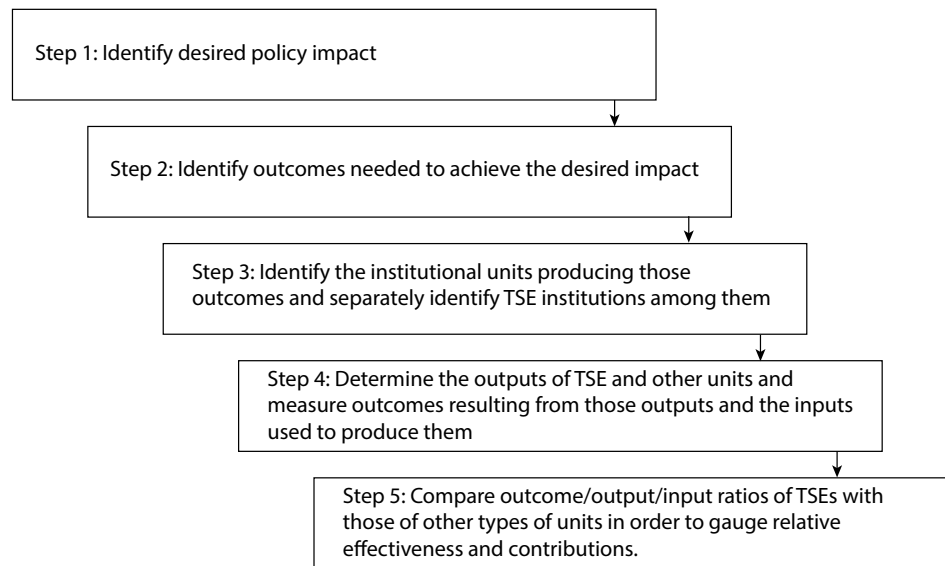 Step 1: Identify desired policy impact
Step 2: Identify outcomes needed to achieve the desired impact
Step 3: Identify the institutional units producing those
outcomes and separately identify TSE institutions among them
Step 4: Determine the outputs of TSE and other units and
measure outcomes resulting from those outputs and the inputs
used to produce them
Step 5: Compare outcome/output/input ratios of TSEs with
those of other types of units in order to gauge relative
effectiveness and contributions.